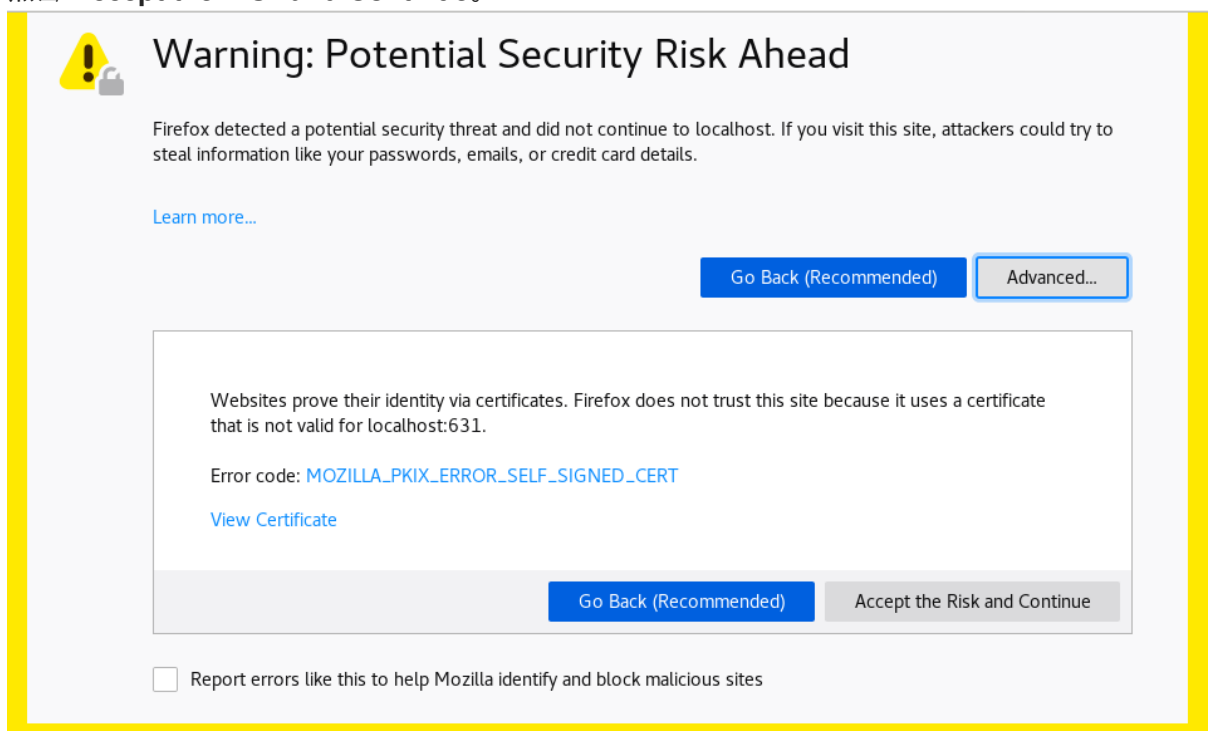 Warning: Potential Security Risk Ahead
Firefox detected a potential security threat and did not continue to localhost. If you visit this site, attackers could try to
steal information like your passwords, emails, or credit card details.
Learn more…
Go Back (Recommended) Advanced…
Websites prove their identity via certificates. Firefox does not trust this site because it uses a certificate
that is not valid for localhost:631.
Error code: MOZILLA_PKIX_ERROR_SELF_SIGNED_CERT
View Certificate
Go Back (Recommended) Accept the Risk and Continue
Report errors like this to help Mozilla identify and block malicious sites